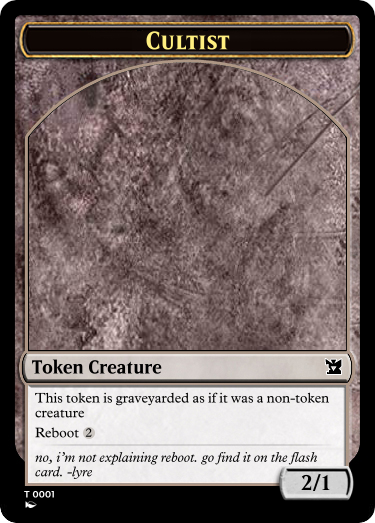 CULTIST
Token Creature
This token is graveyarded as if it was a non-token
creature
Reboot 2
no, i'm not explaining reboot. go find it on the flash
card. -lyre
2/1
T 0001